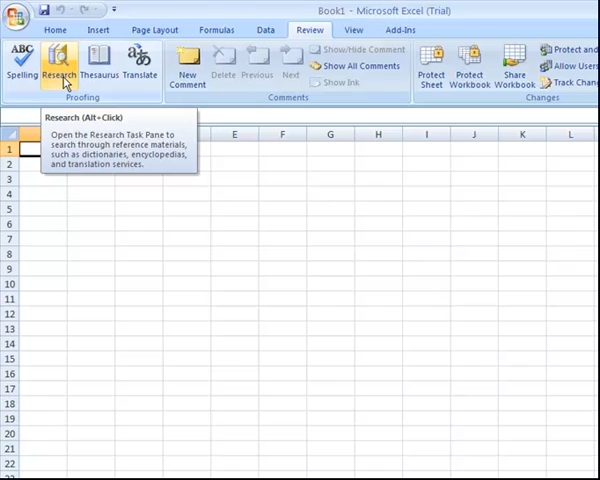 Book1 - Microsoft Excel (Trial)
Home Insert Page Layout Formulas Data Review View Add-Ins
ABC
Spelling Research Thesaurus Translate
Proofing
New Comment Delete Previous Next
Show/Hide Comment
Show All Comments
Show Ink
Comments
Protect Sheet Protect Workbook Share Workbook
Protect and
Allow Users
Track Chan
Changes
Research (Alt+Click)
Open the Research Task Pane to
search through reference materials,
such as dictionaries, encyclopedias,
and translation services.
E F G H I J K L
1
2
3
4
5
6
7
8
9
10
11
12
13
14
15
16
17
18
19
20
21
22